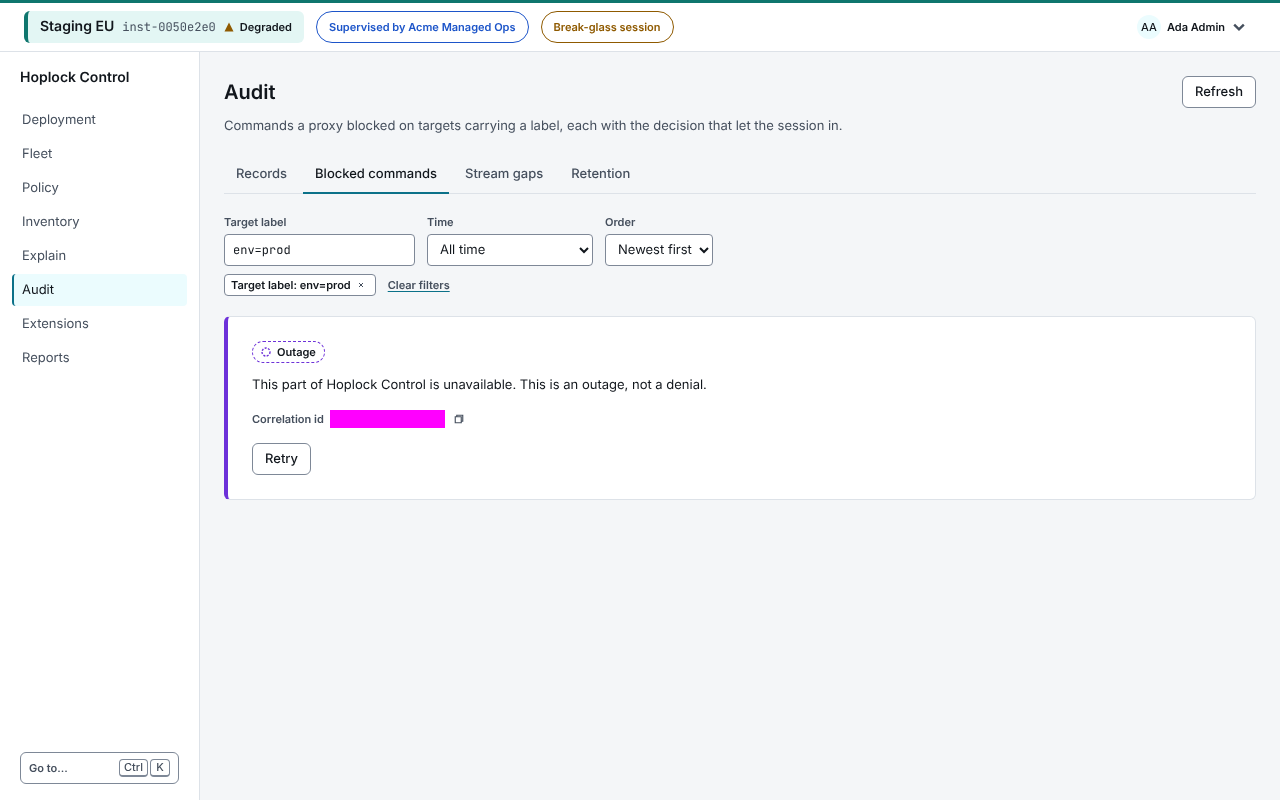 Staging EU inst-0050e2e0 Degraded
Supervised by Acme Managed Ops
Break-glass session
AA Ada Admin
Hoplock Control
Deployment
Fleet
Policy
Inventory
Explain
Audit
Extensions
Reports
Go to... Ctrl K
Audit
Refresh
Commands a proxy blocked on targets carrying a label, each with the decision that let the session in.
Records Blocked commands Stream gaps Retention
Target label Time Order
env=prod All time Newest first
Target label: env=prod × Clear filters
Outage
This part of Hoplock Control is unavailable. This is an outage, not a denial.
Correlation id
Retry